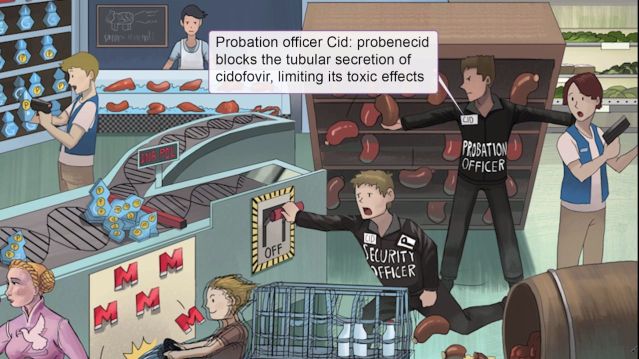 Probation officer Cid: probenecid
blocks the tubular secretion of
cidofovir, limiting its toxic effects
CID
PROBATION
OFFICER
P
P
P
DNA POL
OFF
CID
P
SECURITY
OFFICER
M
M
M
M
M